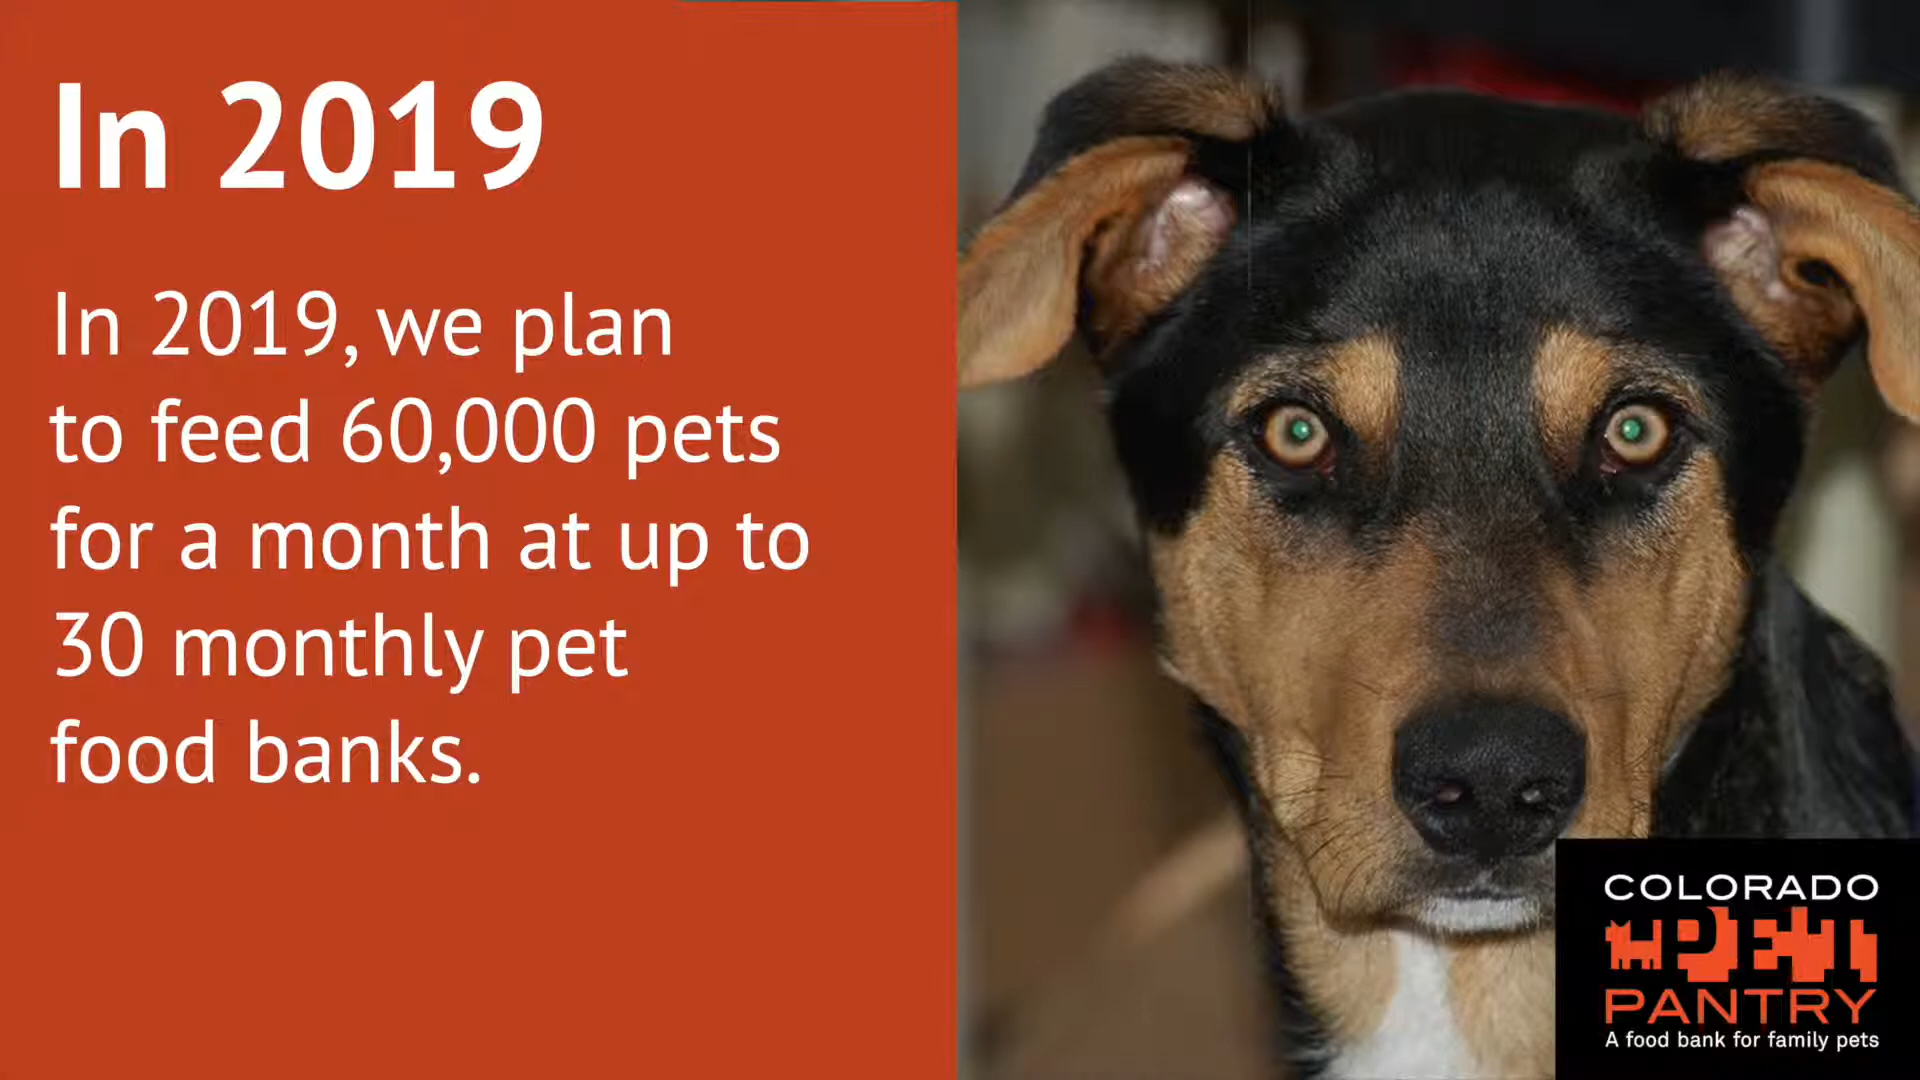 In 2019
In 2019, we plan
to feed 60,000 pets
for a month at up to
30 monthly pet
food banks.
COLORADO
PET
PANTRY
A food bank for family pets